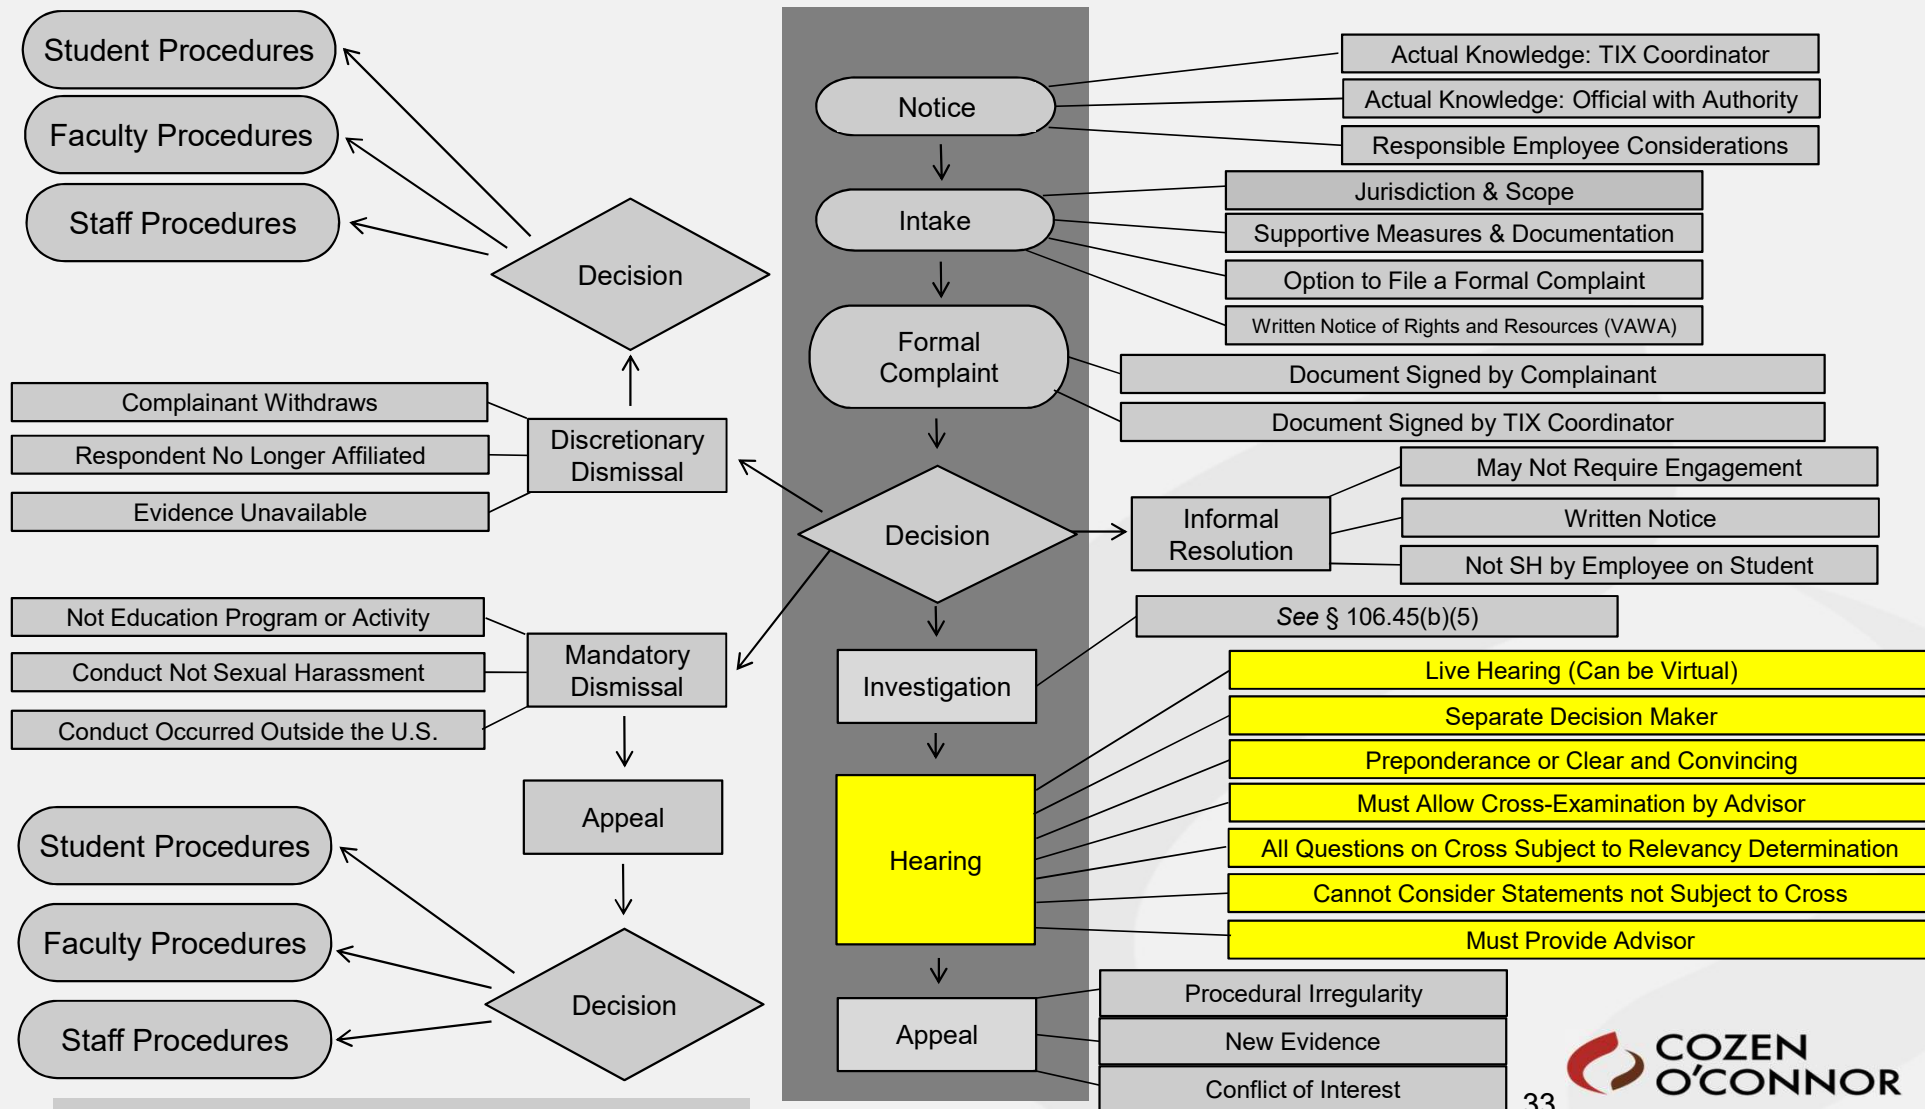 Student Procedures
Faculty Procedures
Staff Procedures
Decision
Complainant Withdraws
Respondent No Longer Affiliated
Evidence Unavailable
Discretionary
Dismissal
Not Education Program or Activity
Conduct Not Sexual Harassment
Conduct Occurred Outside the U.S.
Mandatory
Dismissal
Appeal
Student Procedures
Faculty Procedures
Staff Procedures
Decision
Notice
Actual Knowledge: TIX Coordinator
Actual Knowledge: Official with Authority
Responsible Employee Considerations
Intake
Jurisdiction & Scope
Supportive Measures & Documentation
Option to File a Formal Complaint
Written Notice of Rights and Resources (VAWA)
Formal
Complaint
Document Signed by Complainant
Document Signed by TIX Coordinator
Decision
Informal
Resolution
May Not Require Engagement
Written Notice
Not SH by Employee on Student
Investigation
See § 106.45(b)(5)
Hearing
Live Hearing (Can be Virtual)
Separate Decision Maker
Preponderance or Clear and Convincing
Must Allow Cross-Examination by Advisor
All Questions on Cross Subject to Relevancy Determination
Cannot Consider Statements not Subject to Cross
Must Provide Advisor
Appeal
Procedural Irregularity
New Evidence
Conflict of Interest
33
COZEN
O'CONNOR